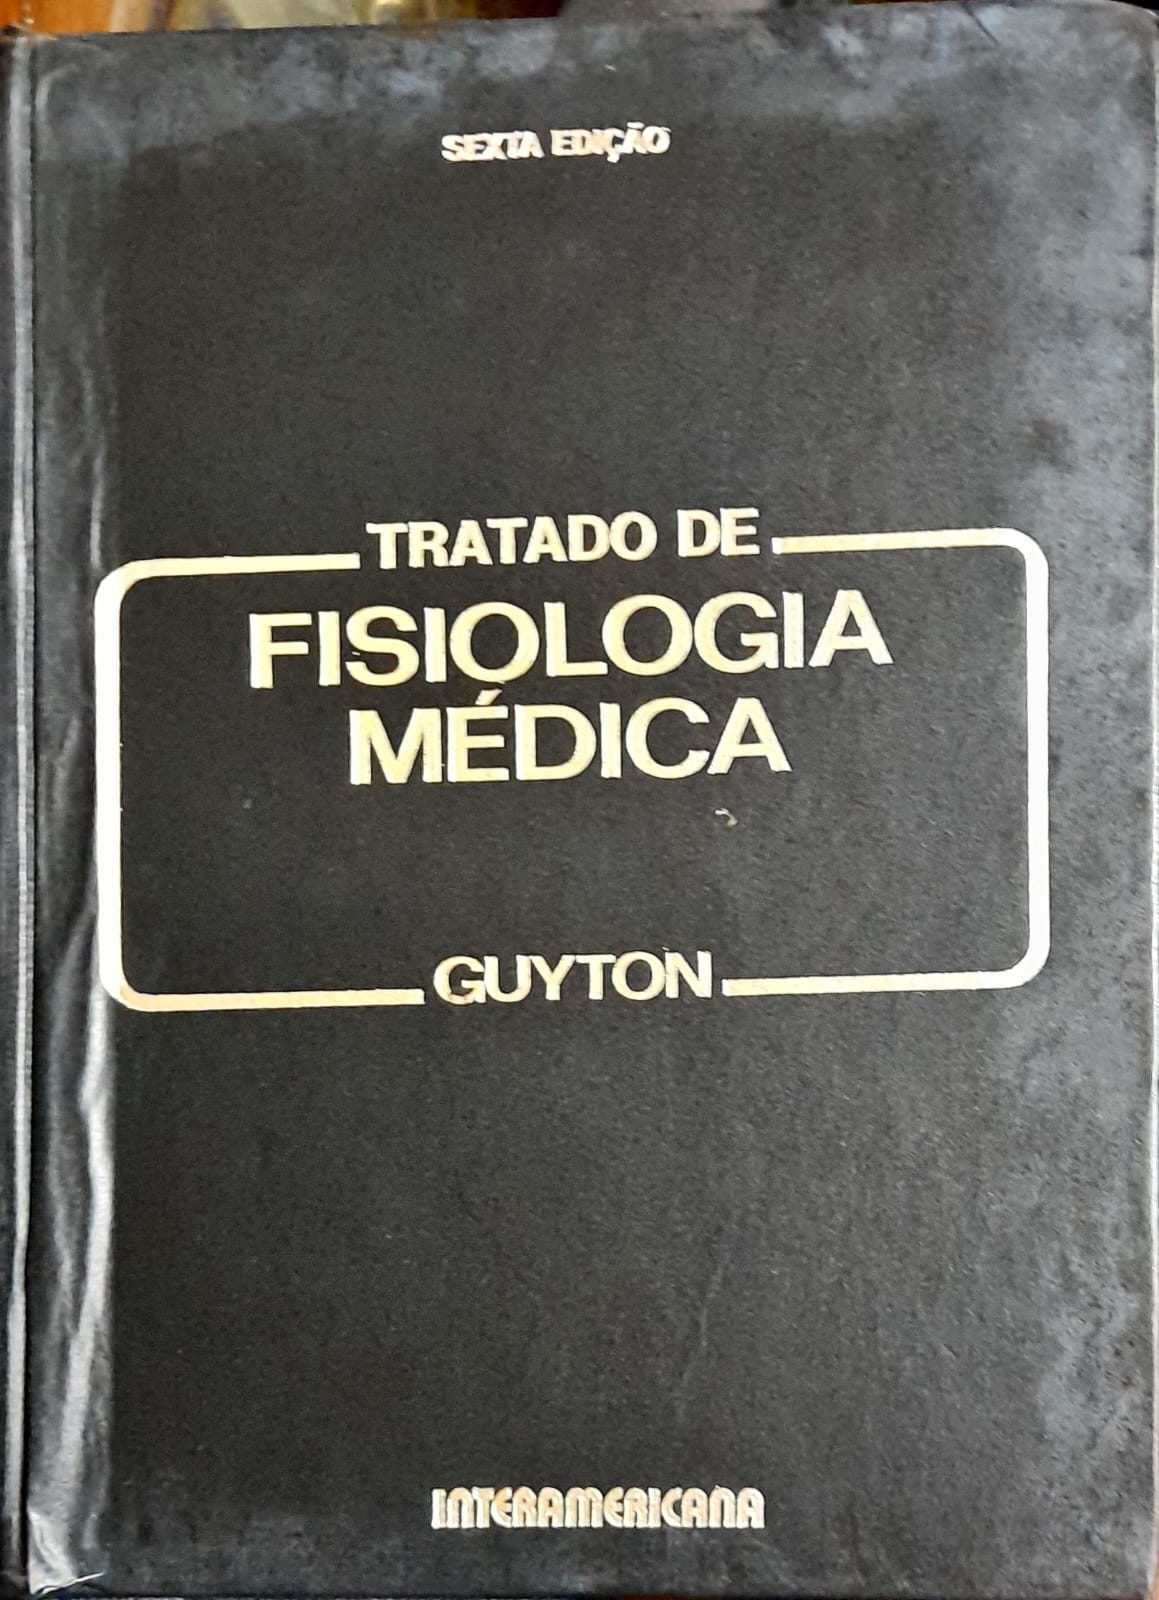 SEXTA EDIÇÃO
TRATADO DE
FISIOLOGIA
MÉDICA
GUYTON
INTERAMERICANA